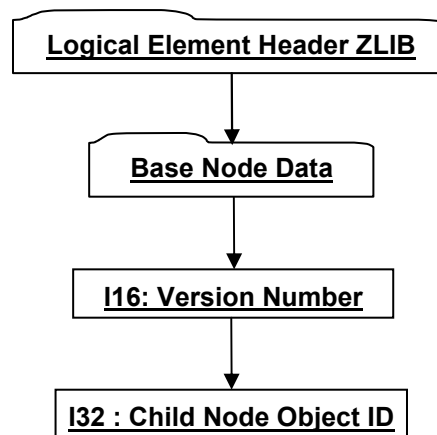 Logical Element Header ZLIB
Base Node Data
I16: Version Number
I32 : Child Node Object ID